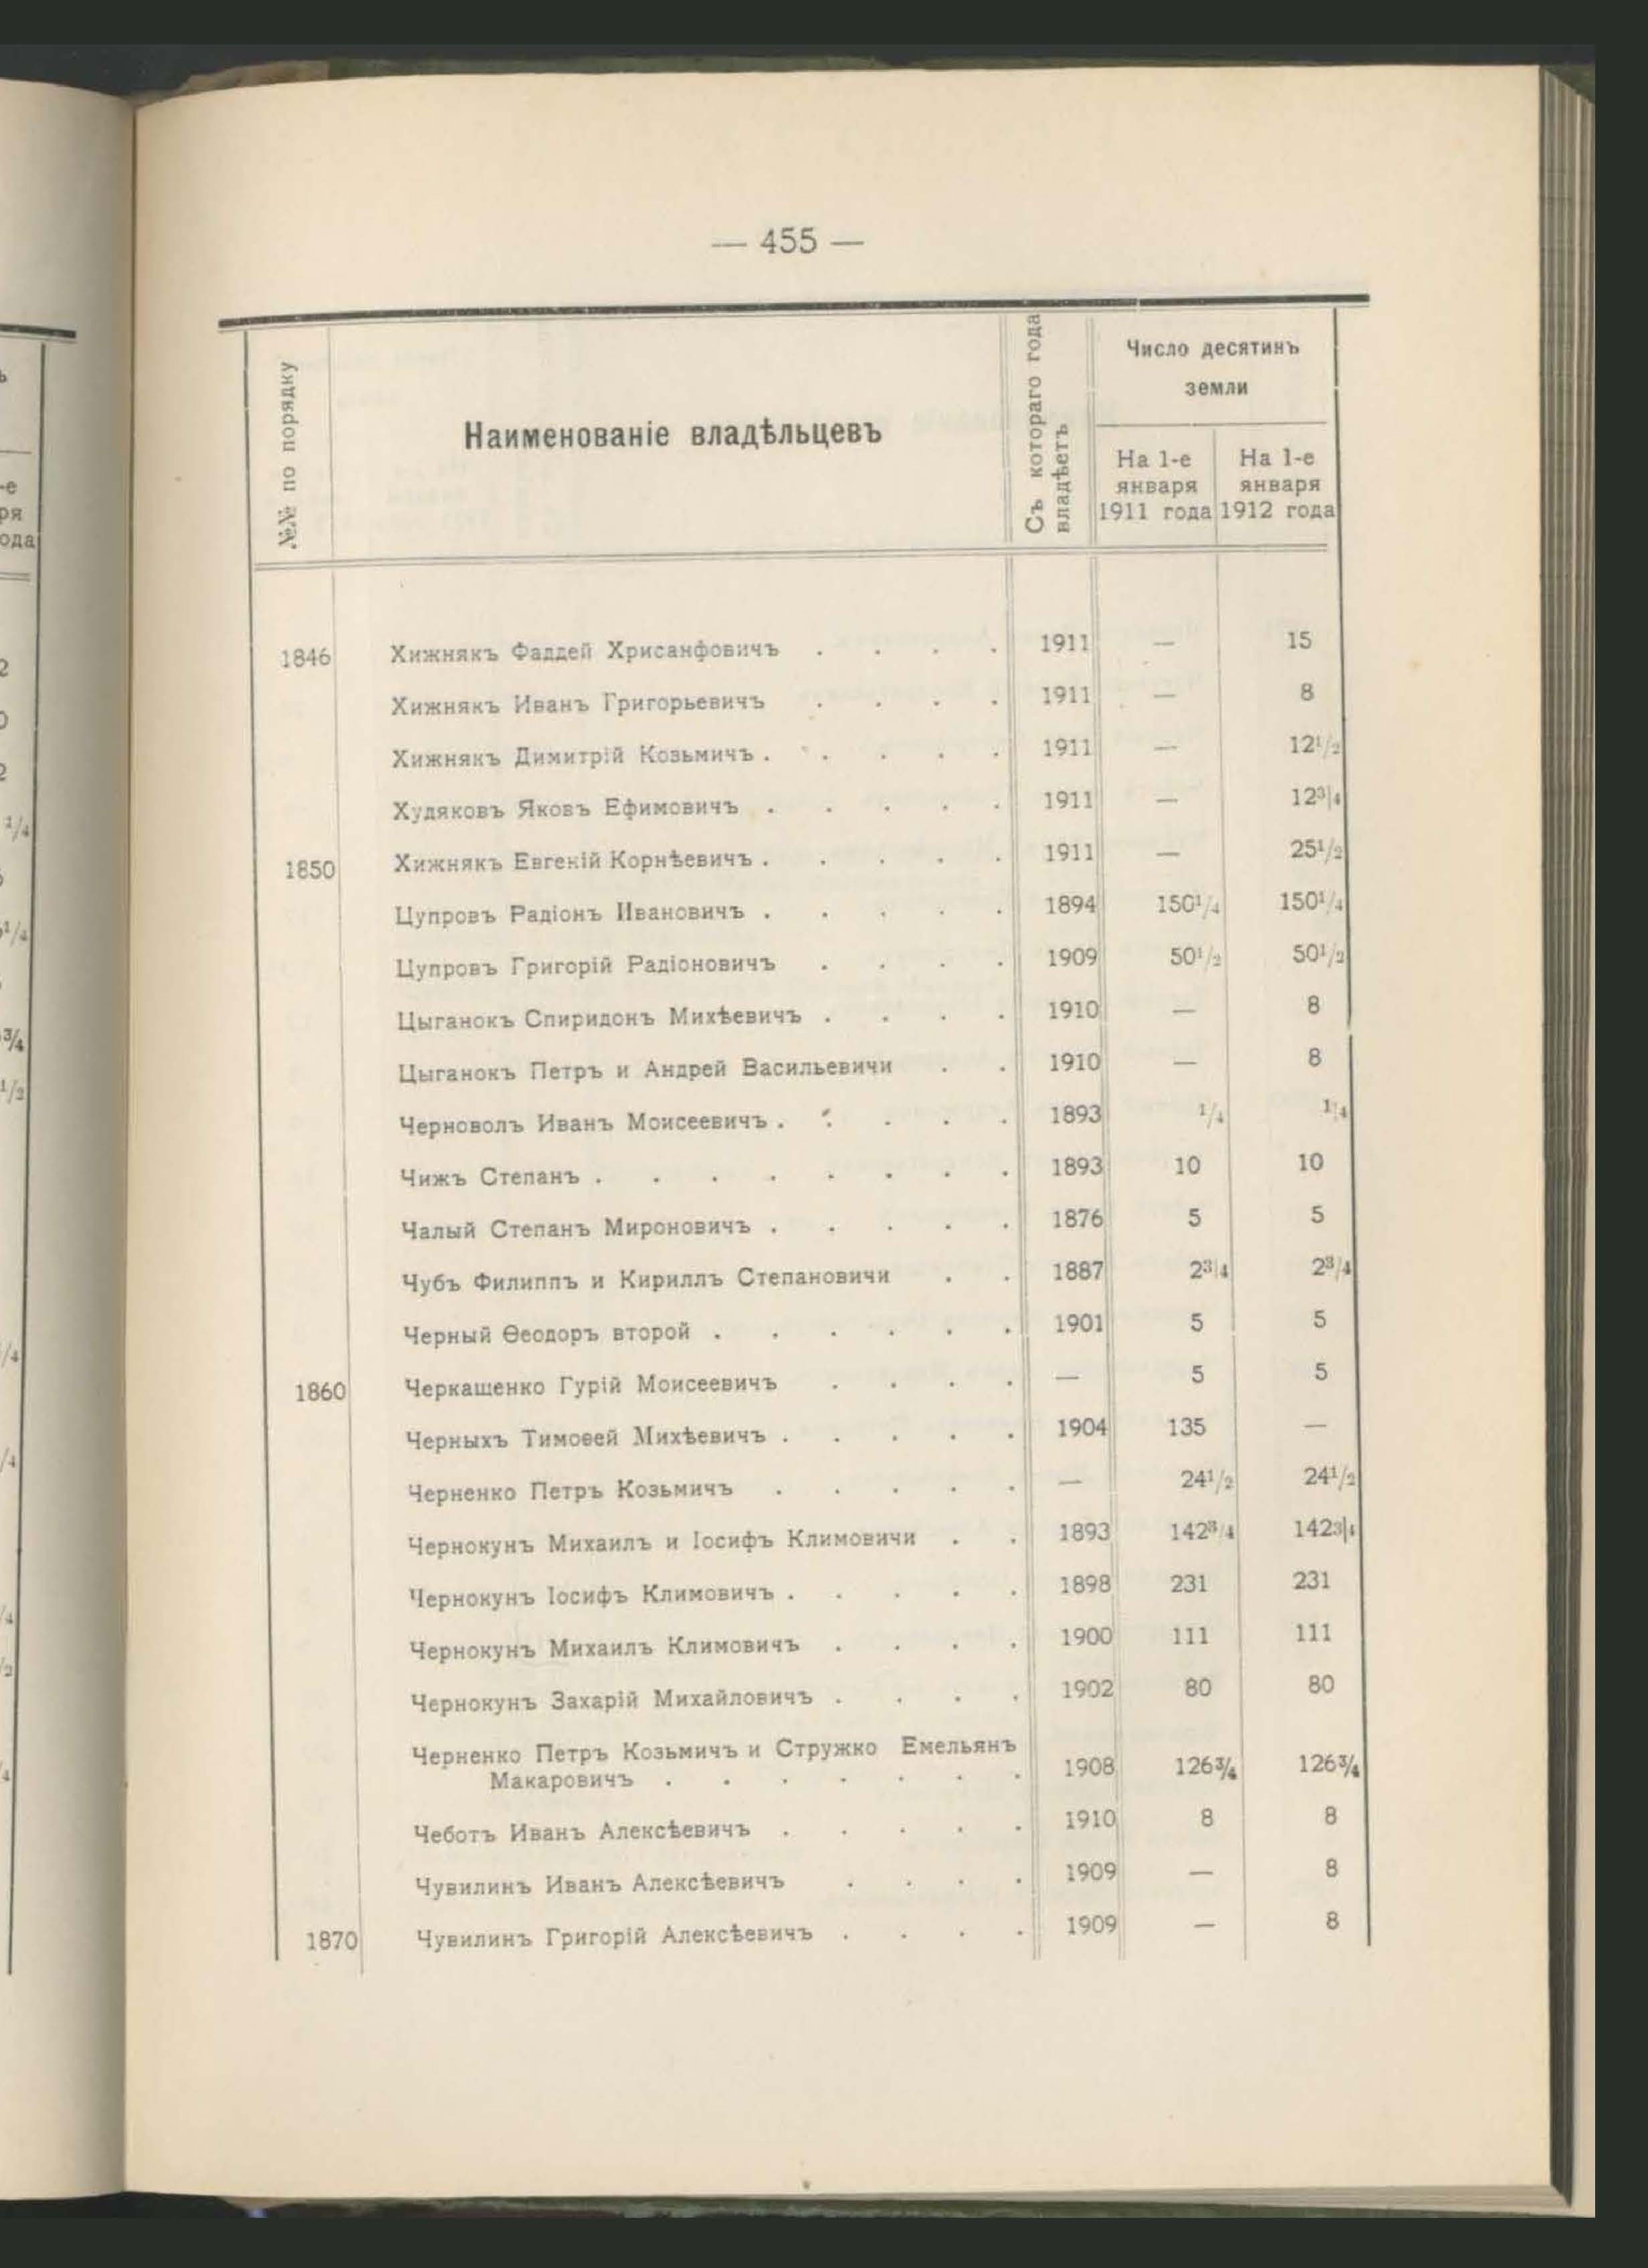 — 455 —
№№ по порядку
Наименованіе владѣльцевъ
Съ котораго года
владѣетъ
Число десятинъ
земли
На 1-е
января
1911 года
На 1-е
января
1912 года
1846 Хижнякъ Фаддей Хрисанфовичъ . . . . 1911 — 15
Хижнякъ Иванъ Григорьевичъ . . . . 1911 — 8
Хижнякъ Димитрій Козьмичъ . . . . . 1911 — 12¹/₂
Худяковъ Яковъ Ефимовичъ . . . . . 1911 — 12³/₄
1850 Хижнякъ Евгеній Корнѣевичъ . . . . . 1911 — 25¹/₂
Цупровъ Радіонъ Ивановичъ . . . . . 1894 150¹/₄ 150¹/₄
Цупровъ Григорій Радіоновичъ . . . . 1909 50¹/₂ 50¹/₂
Цыганокъ Спиридонъ Михѣевичъ . . . . 1910 — 8
Цыганокъ Петръ и Андрей Васильевичи . . 1910 — 8
Черноволъ Иванъ Моисеевичъ . . . . . 1893 ¹/₄ ¹/₄
Чижъ Степанъ . . . . . . . . 1893 10 10
Чалый Степанъ Мироновичъ . . . . . 1876 5 5
Чубъ Филиппъ и Кириллъ Степановичи . . 1887 2³/₄ 2³/₄
Черный Ѳеодоръ второй . . . . . . 1901 5 5
1860 Черкашенко Гурій Моисеевичъ . . . . — 5 5
Черныхъ Тимоѳей Михѣевичъ . . . . . 1904 135 —
Черненко Петръ Козьмичъ . . . . . — 24¹/₂ 24¹/₂
Чернокунъ Михаилъ и Іосифъ Климовичи . . 1893 142³/₄ 142³/₄
Чернокунъ Іосифъ Климовичъ . . . . . 1898 231 231
Чернокунъ Михаилъ Климовичъ . . . . 1900 111 111
Чернокунъ Захарій Михайловичъ . . . . 1902 80 80
Черненко Петръ Козьмичъ и Стружко Емельянъ
Макаровичъ . . . . . . . 1908 126³/₄ 126³/₄
Чеботъ Иванъ Алексѣевичъ . . . . . 1910 8 8
Чувилинъ Иванъ Алексѣевичъ . . . . 1909 — 8
1870 Чувилинъ Григорій Алексѣевичъ . . . . 1909 — 8